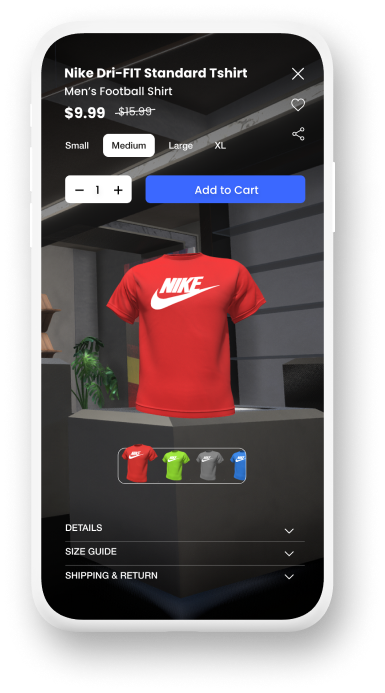 Nike Dri-FIT Standard Tshirt
Men's Football Shirt
$9.99 $15.99
Small Medium Large XL
1 Add to Cart
NIKE
DETAILS
SIZE GUIDE
SHIPPING & RETURN